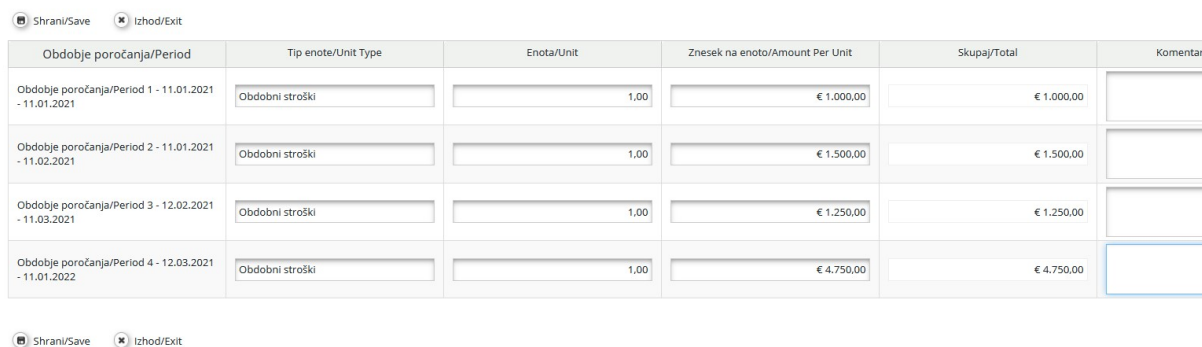 Shrani/Save Izhod/Exit
Obdobje poročanja/Period Tip enote/Unit Type Enota/Unit Znesek na enoto/Amount Per Unit Skupaj/Total Komentar
Obdobje poročanja/Period 1 - 11.01.2021
- 11.01.2021
Obdobni stroški 1,00 € 1.000,00 € 1.000,00
Obdobje poročanja/Period 2 - 11.01.2021
- 11.02.2021
Obdobni stroški 1,00 € 1.500,00 € 1.500,00
Obdobje poročanja/Period 3 - 12.02.2021
- 11.03.2021
Obdobni stroški 1,00 € 1.250,00 € 1.250,00
Obdobje poročanja/Period 4 - 12.03.2021
- 11.01.2022
Obdobni stroški 1,00 € 4.750,00 € 4.750,00
Shrani/Save Izhod/Exit